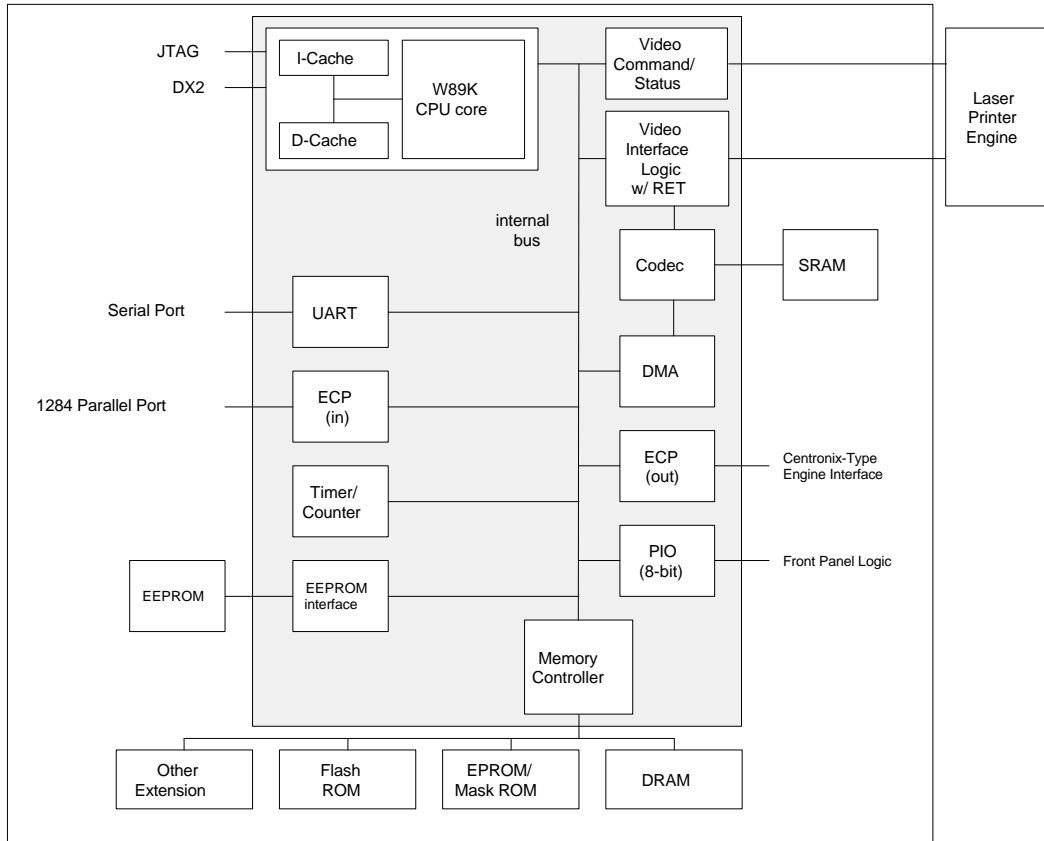 JTAG
DX2
I-Cache
D-Cache
W89K
CPU core
Video
Command/
Status
Laser
Printer
Engine
Video
Interface
Logic
w/ RET
internal
bus
Codec
SRAM
Serial Port
UART
DMA
1284 Parallel Port
ECP
(in)
ECP
(out)
Centronix-Type
Engine Interface
Timer/
Counter
PIO
(8-bit)
Front Panel Logic
EEPROM
EEPROM
interface
Memory
Controller
Other
Extension
Flash
ROM
EPROM/
Mask ROM
DRAM